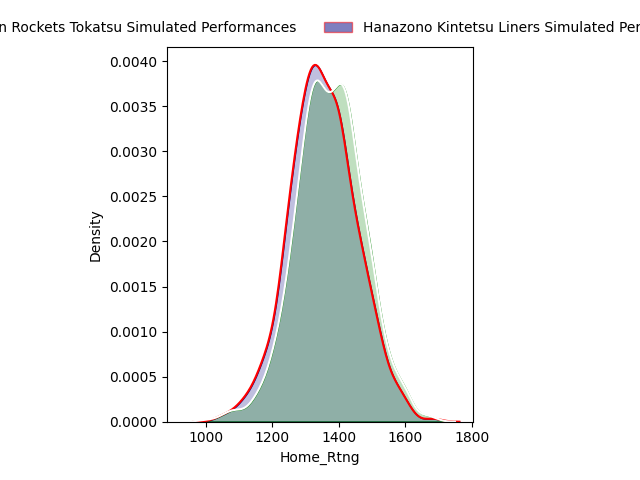 n Rockets Tokatsu Simulated Performances
Hanazono Kintetsu Liners Simulated Per
0.0040
0.0035
0.0030
0.0025
0.0020
0.0015
0.0010
0.0005
0.0000
Density
1000 1200 1400 1600 1800
Home_Rtng